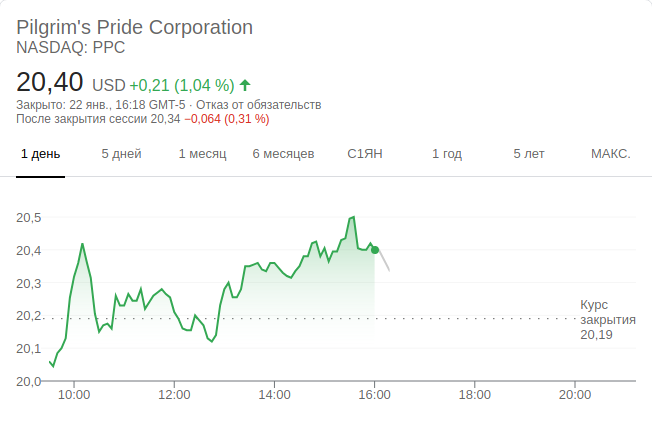 Pilgrim's Pride Corporation
NASDAQ: PPC
20,40 USD +0,21 (1,04 %)
Закрыто: 22 янв., 16:18 GMT-5 · Отказ от обязательств
После закрытия сессии 20,34 −0,064 (0,31 %)
1 день 5 дней 1 месяц 6 месяцев С1ЯН 1 год 5 лет МАКС.
20,5
20,4
20,3
20,2
20,1
20,0
Курс
закрытия
20,19
10:00 12:00 14:00 16:00 18:00 20:00